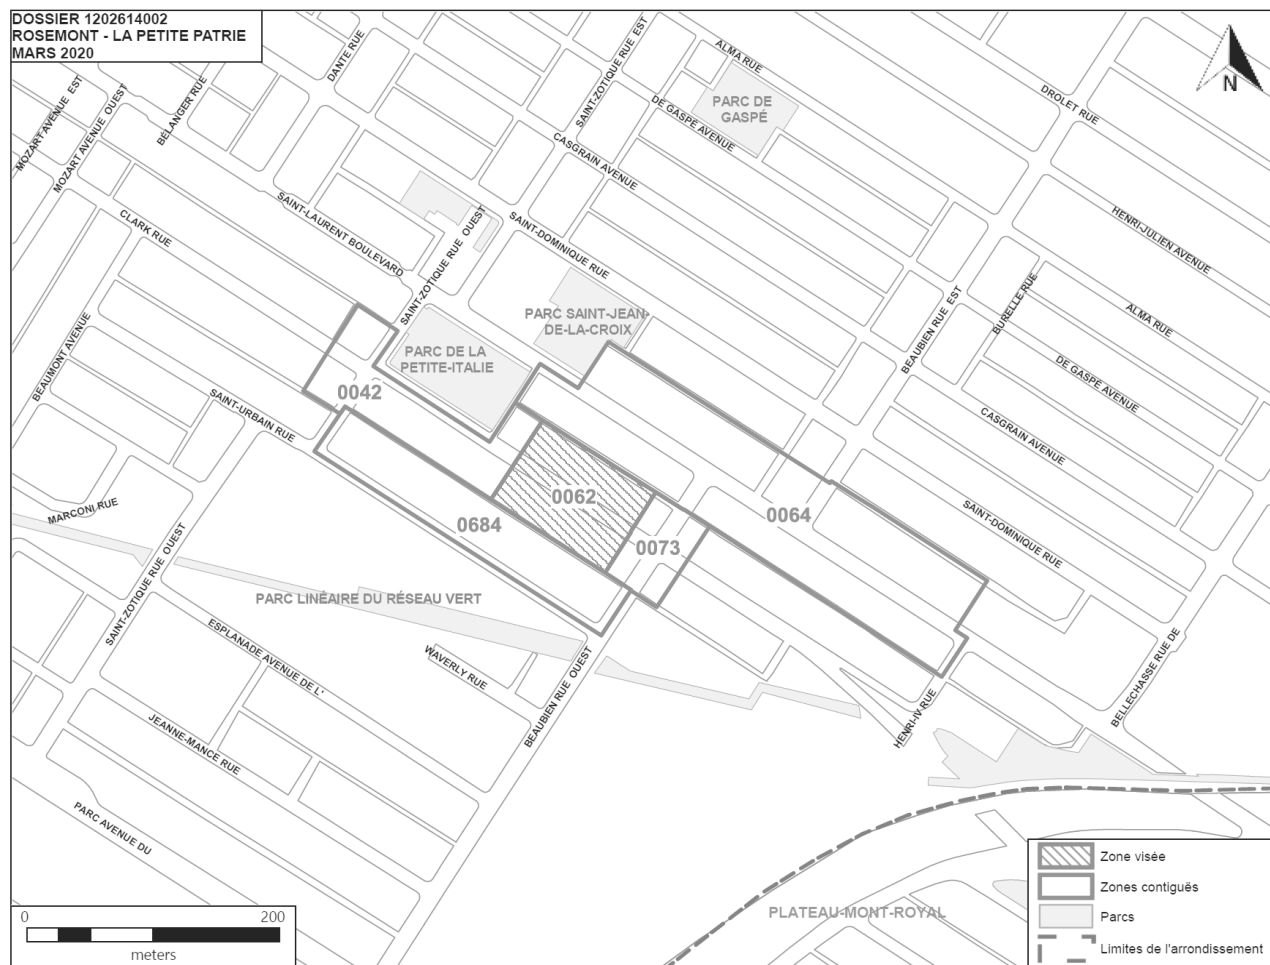 DOSSIER 1202614002
ROSEMONT - LA PETITE PATRIE
MARS 2020
N
DANTE RUE
SAINT-ZOTIQUE RUE EST
ALMA RUE
DROLET RUE
MOZART AVENUE EST
MOZART AVENUE OUEST
BÉLANGER RUE
PARC DE
GASPÉ
DE GASPÉ AVENUE
CASGRAIN AVENUE
HENRI-JULIEN AVENUE
CLARK RUE
SAINT-LAURENT BOULEVARD
SAINT-ZOTIQUE RUE OUEST
SAINT-DOMINIQUE RUE
BEAUBIEN RUE EST
BURELLE RUE
ALMA RUE
PARC SAINT-JEAN-
DE-LA-CROIX
BEAUMONT AVENUE
PARC DE LA
PETITE-ITALIE
DE GASPÉ AVENUE
0042
SAINT-URBAIN RUE
CASGRAIN AVENUE
0062
0684
0064
0073
SAINT-DOMINIQUE RUE
MARCONI RUE
SAINT-ZOTIQUE RUE OUEST
PARC LINÉAIRE DU RÉSEAU VERT
ESPLANADE AVENUE DE L'
WAVERLY RUE
BEAUBIEN RUE OUEST
HENRI-IV RUE
BELLECHASSE RUE DE
JEANNE-MANCE RUE
PARC AVENUE DU
PLATEAU-MONT-ROYAL
0 200
meters
Zone visée
Zones contiguës
Parcs
Limites de l'arrondissement